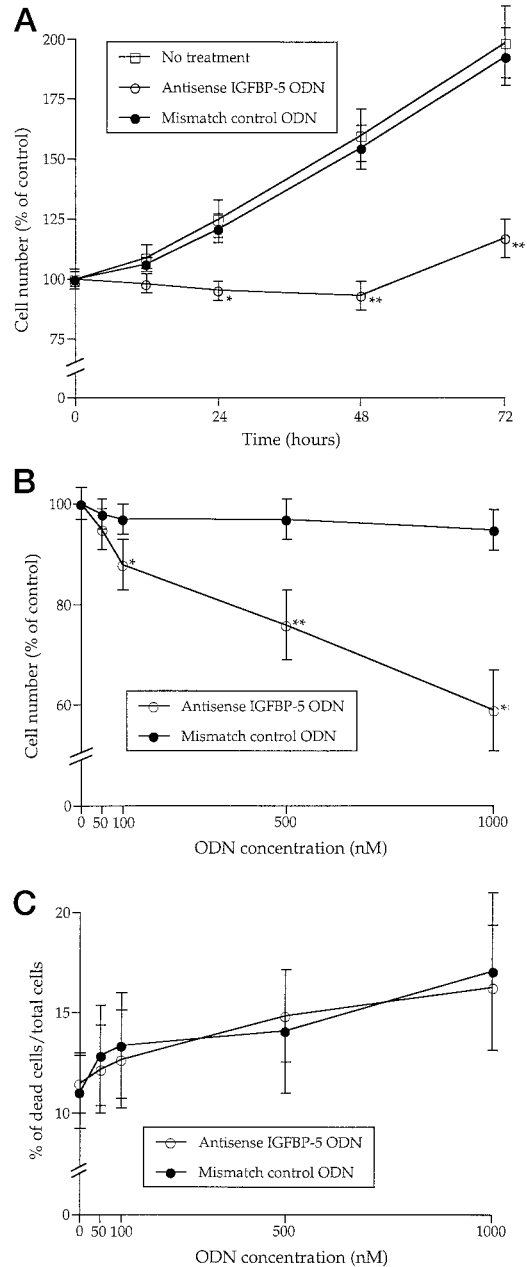 A
200
175
150
125
100
75
0
Cell number (% of control)
No treatment
Antisense IGFBP-5 ODN
Mismatch control ODN
*
**
**
0 24 48 72
Time (hours)
B
100
80
60
0
Cell number (% of control)
*
**
*
Antisense IGFBP-5 ODN
Mismatch control ODN
0 50 100 500 1000
ODN concentration (nM)
C
20
15
10
0
% of dead cells/total cells
Antisense IGFBP-5 ODN
Mismatch control ODN
0 50 100 500 1000
ODN concentration (nM)